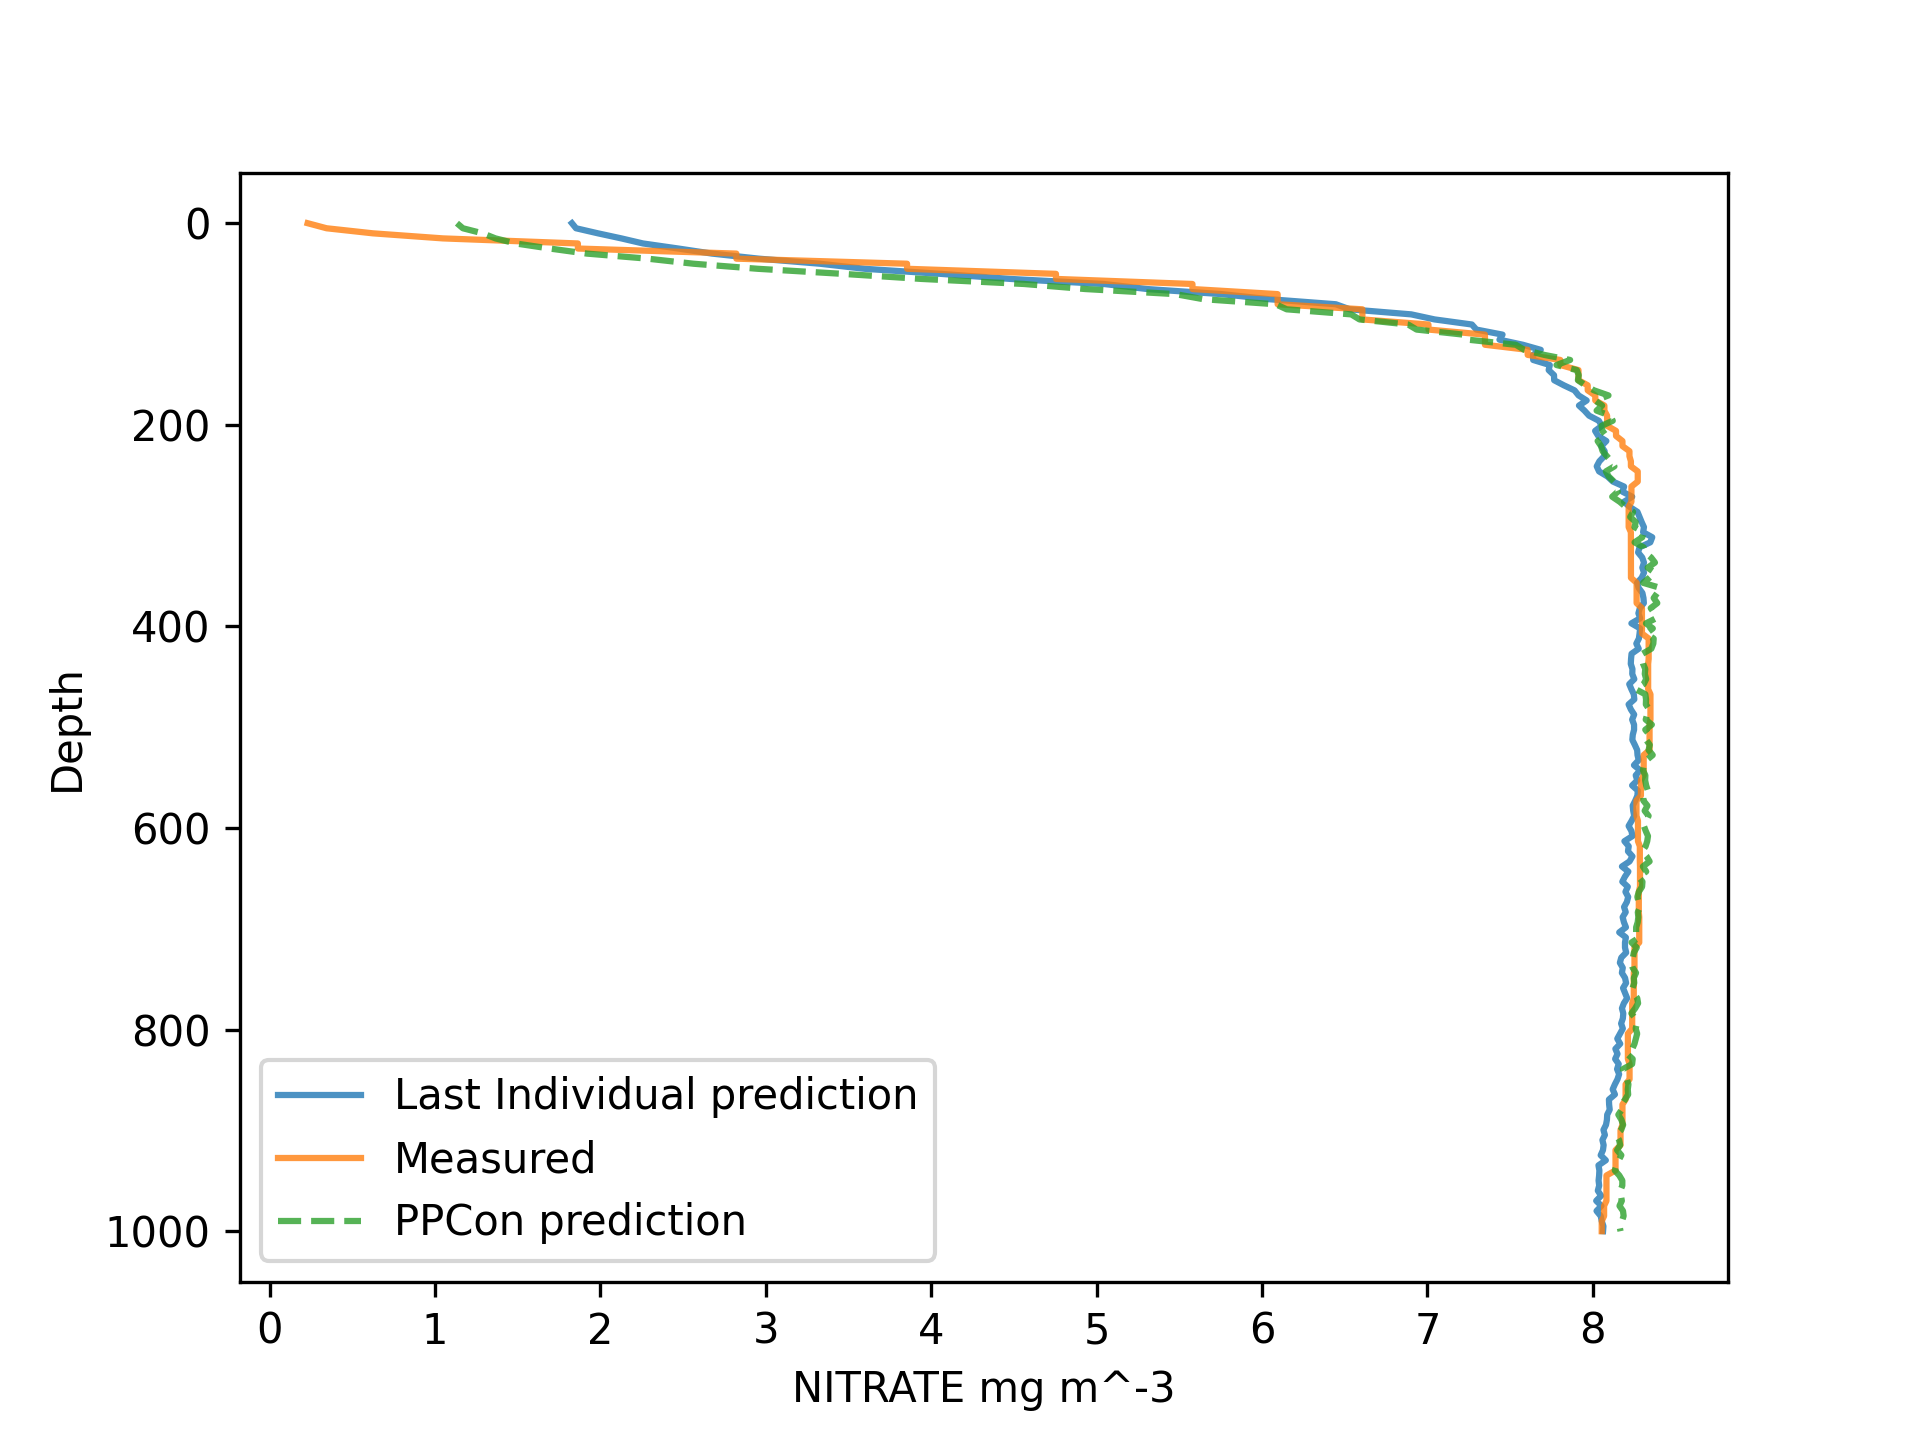 0
200
400
600
800
1000
Depth
Last Individual prediction
Measured
PPCon prediction
0 1 2 3 4 5 6 7 8
NITRATE mg m^-3